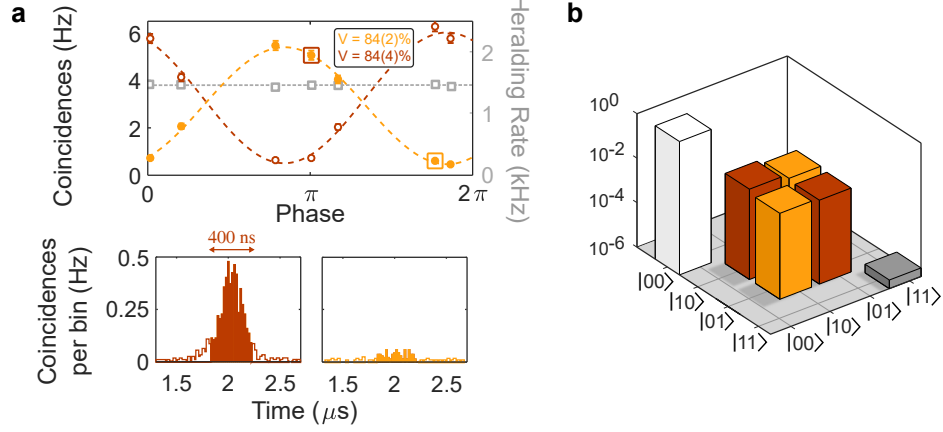 a
Coincidences (Hz)
6
4
2
0
V = 84(2)%
V = 84(4)%
2
1
0
Heralding Rate (kHz)
0
π
2π
Phase
400 ns
Coincidences
per bin (Hz)
0.5
0.25
0
1.5
2
2.5
1.5
2
2.5
Time (μs)
b
10⁰
10⁻²
10⁻⁴
10⁻⁶
|00⟩
|10⟩
|01⟩
|11⟩
|00⟩
|10⟩
|01⟩
|11⟩